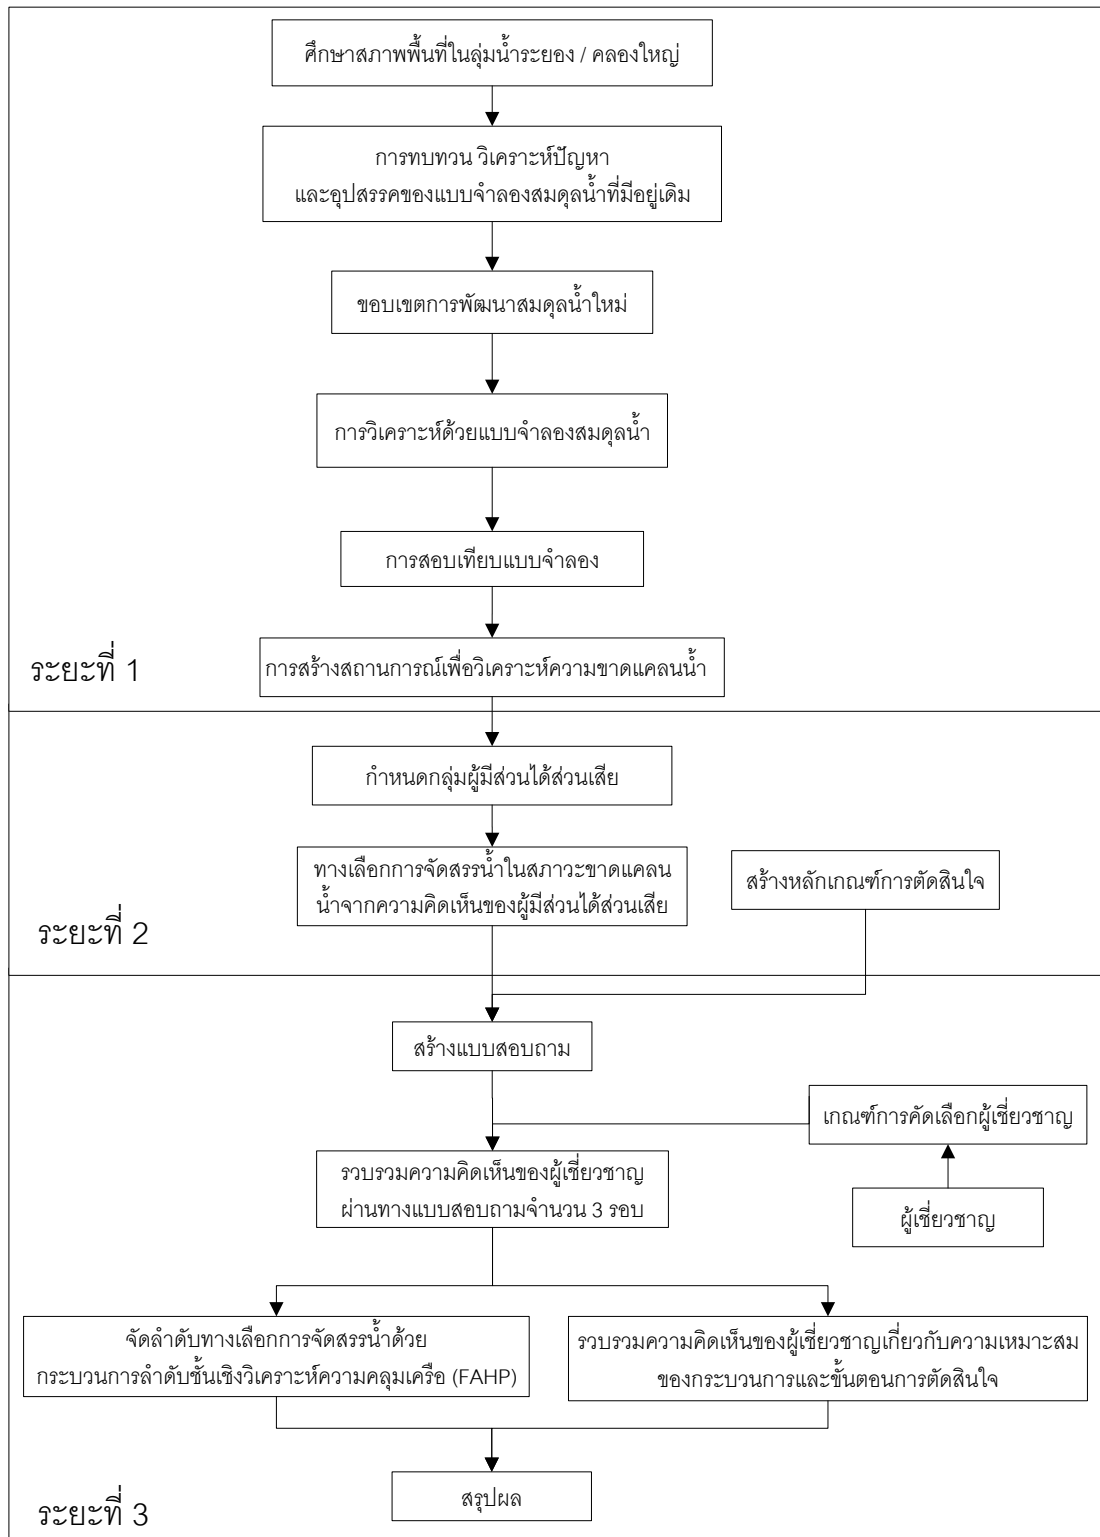 ศึกษาสภาพพื้นที่ในลุ่มน้ำระยอง / คลองใหญ่
การทบทวน วิเคราะห์ปัญหา
และอุปสรรคของแบบจำลองสมดุลน้ำที่มีอยู่เดิม
ขอบเขตการพัฒนาสมดุลน้ำใหม่
การวิเคราะห์ด้วยแบบจำลองสมดุลน้ำ
การสอบเทียบแบบจำลอง
การสร้างสถานการณ์เพื่อวิเคราะห์ความขาดแคลนน้ำ
ระยะที่ 1
กำหนดกลุ่มผู้มีส่วนได้ส่วนเสีย
ทางเลือกการจัดสรรน้ำในสภาวะขาดแคลน
น้ำจากความคิดเห็นของผู้มีส่วนได้ส่วนเสีย
สร้างหลักเกณฑ์การตัดสินใจ
ระยะที่ 2
สร้างแบบสอบถาม
เกณฑ์การคัดเลือกผู้เชี่ยวชาญ
รวบรวมความคิดเห็นของผู้เชี่ยวชาญ
ผ่านทางแบบสอบถามจำนวน 3 รอบ
ผู้เชี่ยวชาญ
จัดลำดับทางเลือกการจัดสรรน้ำด้วย
กระบวนการลำดับชั้นเชิงวิเคราะห์ความคลุมเครือ (FAHP)
รวบรวมความคิดเห็นของผู้เชี่ยวชาญเกี่ยวกับความเหมาะสม
ของกระบวนการและขั้นตอนการตัดสินใจ
สรุปผล
ระยะที่ 3